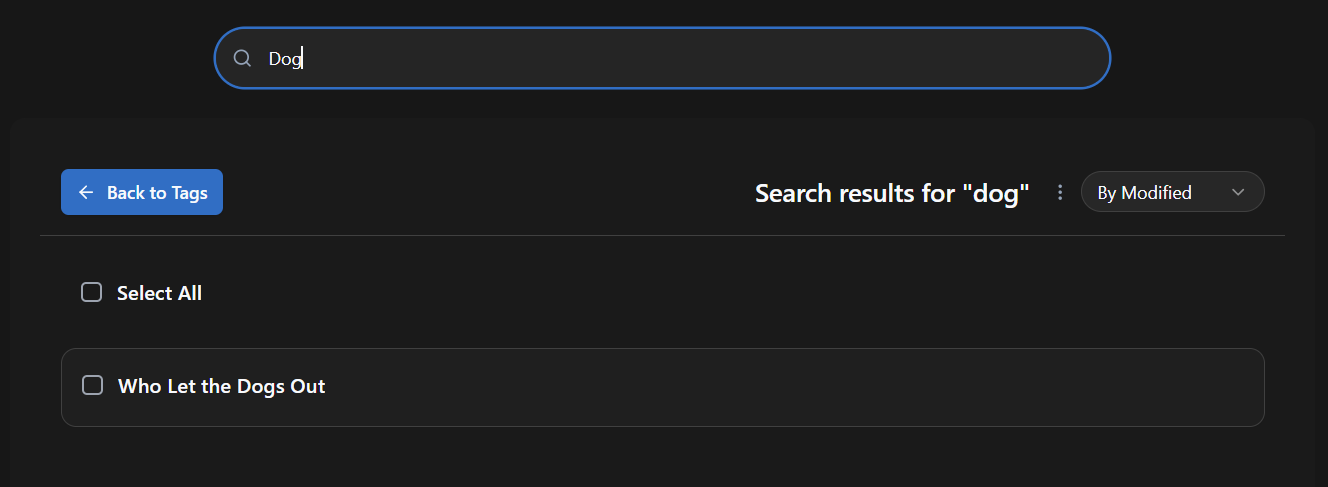 Dog
Back to Tags
Search results for "dog"
By Modified
Select All
Who Let the Dogs Out